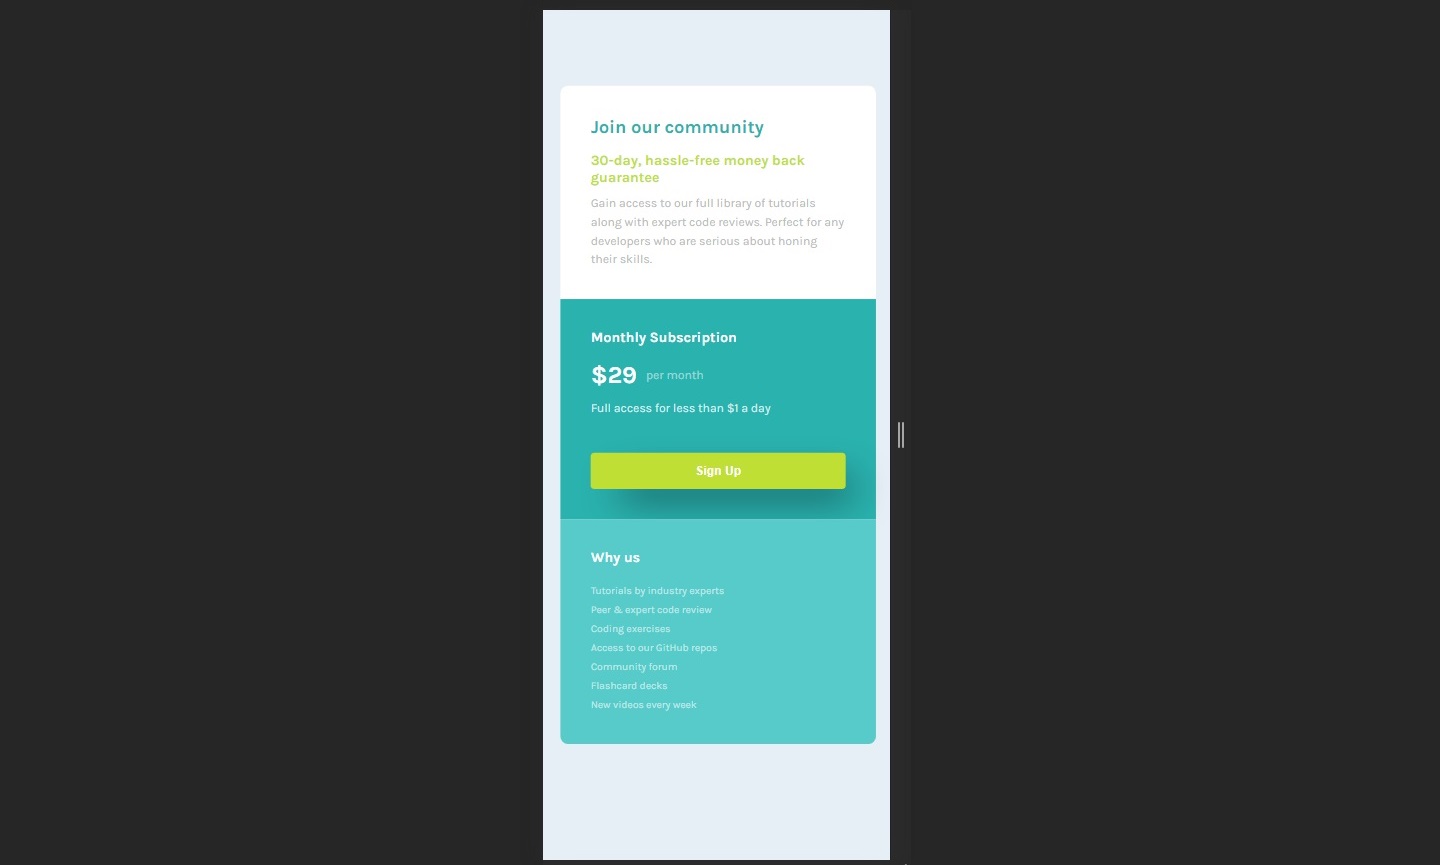 Join our community
30-day, hassle-free money back
guarantee
Gain access to our full library of tutorials
along with expert code reviews. Perfect for any
developers who are serious about honing
their skills.
Monthly Subscription
$29 per month
Full access for less than $1 a day
Sign Up
Why us
Tutorials by industry experts
Peer & expert code review
Coding exercises
Access to our GitHub repos
Community forum
Flashcard decks
New videos every week